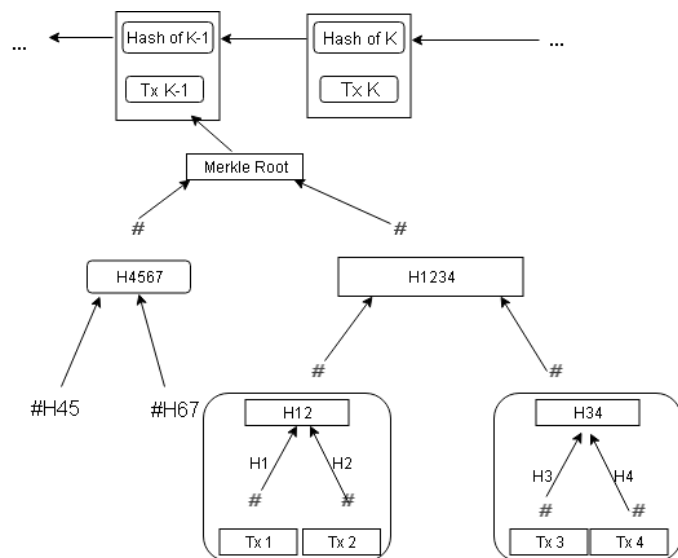 ...
Hash of K-1
Hash of K
...
Tx K-1
Tx K
Merkle Root
#
#
H4567
H1234
#
#
#H45
#H67
H12
H34
H1
H2
H3
H4
#
#
#
#
Tx 1
Tx 2
Tx 3
Tx 4